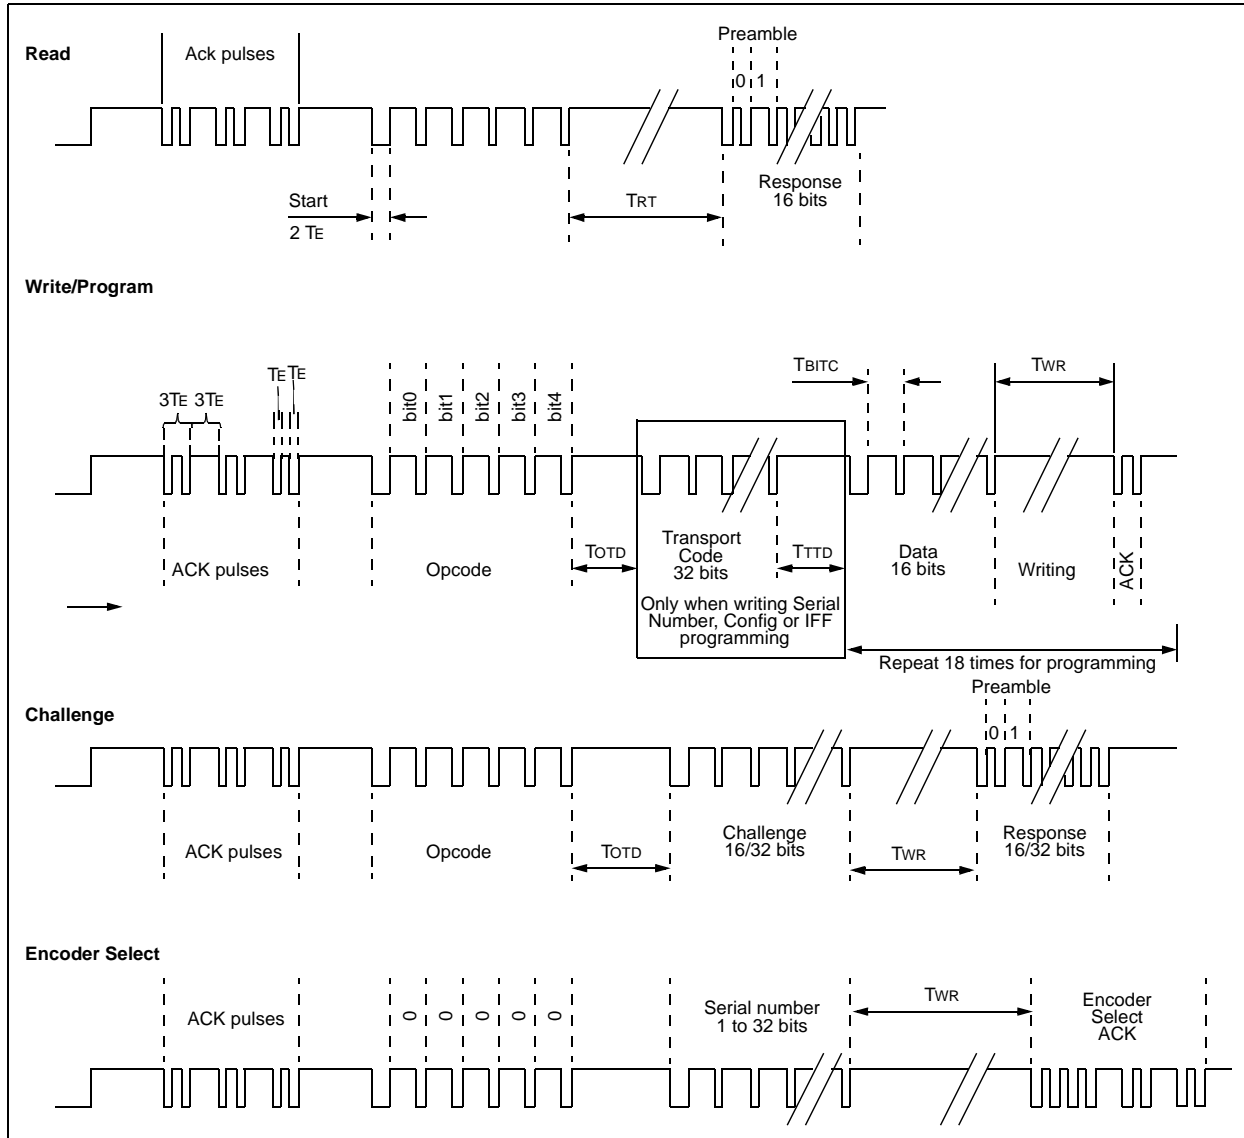 Read
Ack pulses
Preamble
0 1
Start
2 TE
TRT
Response
16 bits
Write/Program
3TE 3TE
TE TE
bit0 bit1 bit2 bit3 bit4
TBITC
TWR
ACK pulses
Opcode
TOTD
Transport
Code
32 bits
TTTD
Data
16 bits
Writing
ACK
Only when writing Serial
Number, Config or IFF
programming
Repeat 18 times for programming
Challenge
Preamble
0 1
ACK pulses
Opcode
TOTD
Challenge
16/32 bits
TWR
Response
16/32 bits
Encoder Select
ACK pulses
0 0 0 0 0
Serial number
1 to 32 bits
TWR
Encoder
Select
ACK